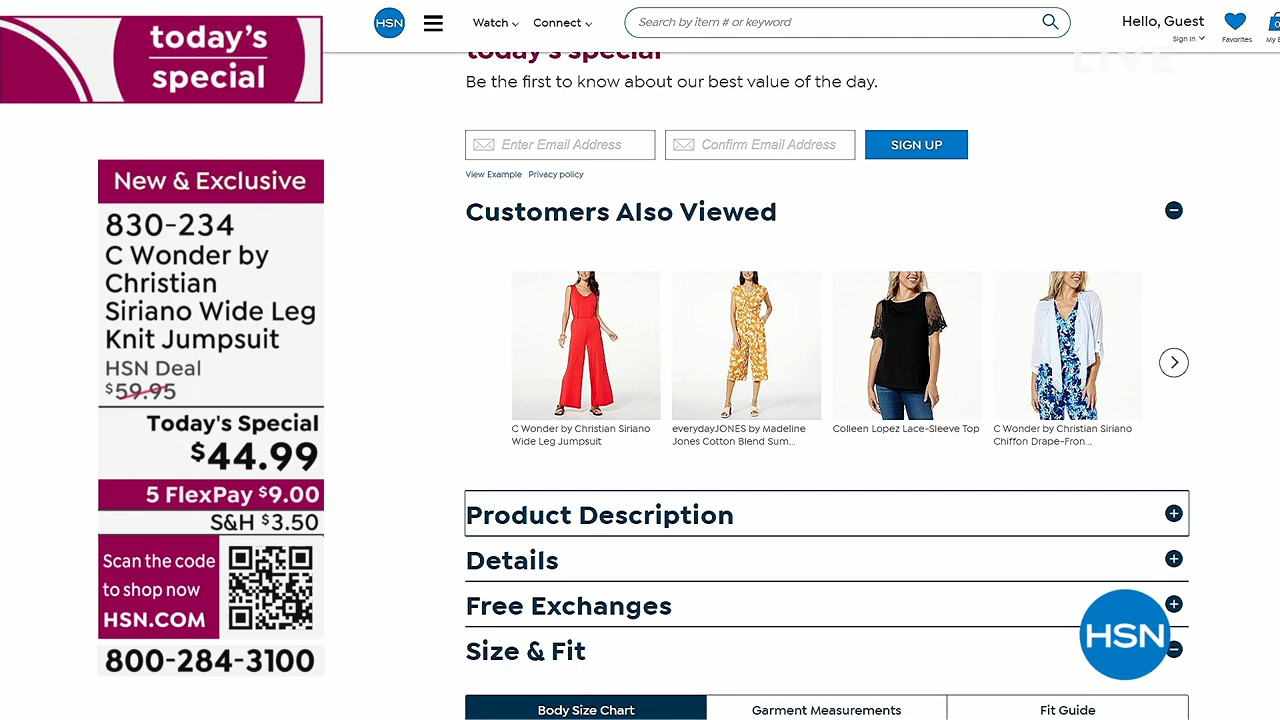 today's
special
New & Exclusive
830-234
C Wonder by
Christian
Siriano Wide Leg
Knit Jumpsuit
HSN Deal
$59.95
Today's Special
$44.99
5 FlexPay $9.00
S&H $3.50
Scan the code
to shop now
HSN.COM
800-284-3100
HSN
Watch
Connect
Search by item # or keyword
Hello, Guest
Sign In
Favorites
0
LIVE
today's special
Be the first to know about our best value of the day.
Enter Email Address
Confirm Email Address
SIGN UP
View Example Privacy policy
Customers Also Viewed
C Wonder by Christian Siriano
Wide Leg Jumpsuit
everydayJONES by Madeline
Jones Cotton Blend Sum...
Colleen Lopez Lace-Sleeve Top
C Wonder by Christian Siriano
Chiffon Drape-Fron...
Product Description
Details
Free Exchanges
Size & Fit
HSN
Body Size Chart
Garment Measurements
Fit Guide